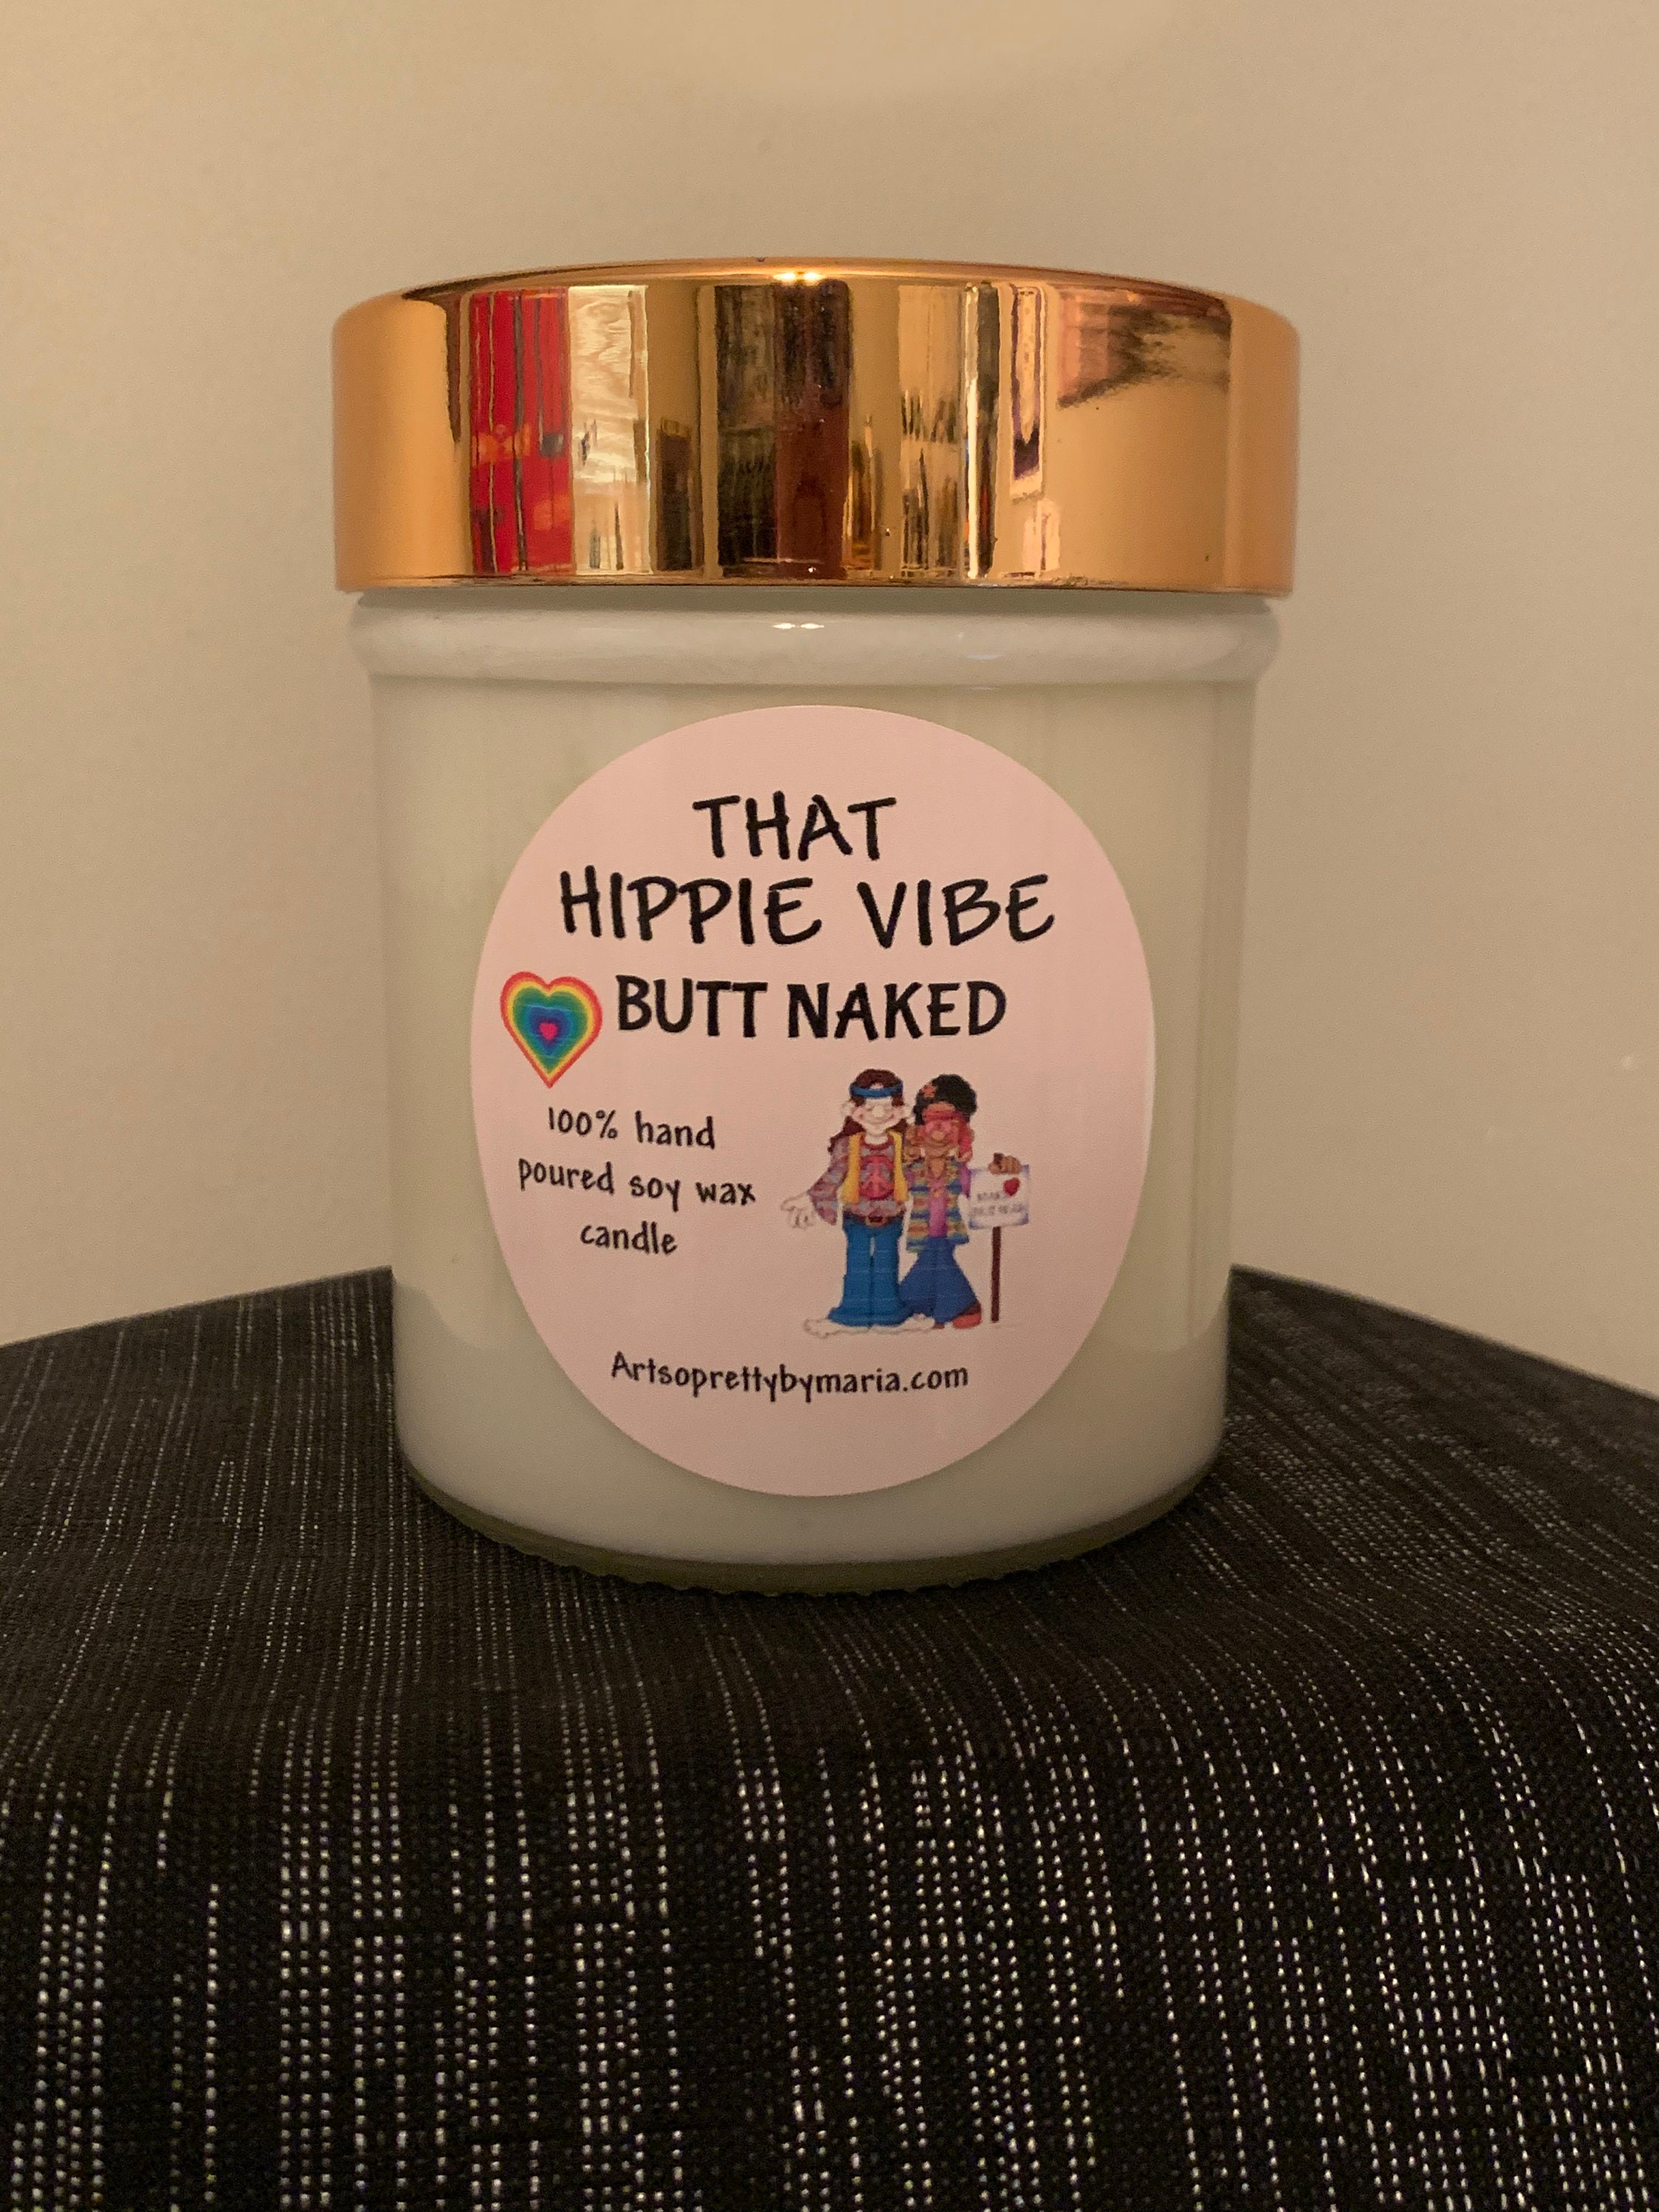 THAT
HIPPIE VIBE
BUTT NAKED
100% hand
poured soy wax
candle
Artsoprettybymaria.com